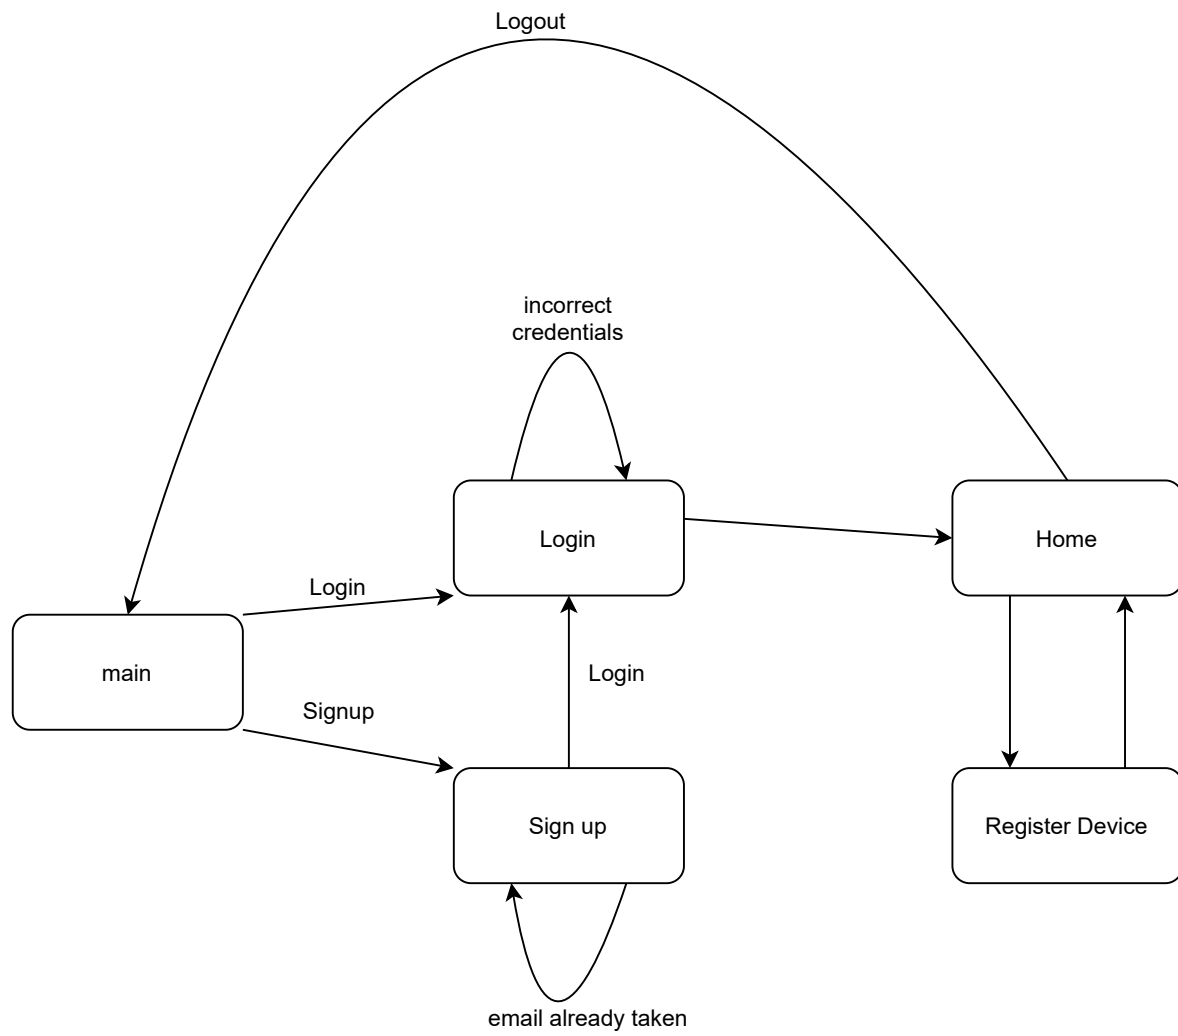 Logout
incorrect
credentials
Login
Home
Login
main
Login
Signup
Sign up
Register Device
email already taken